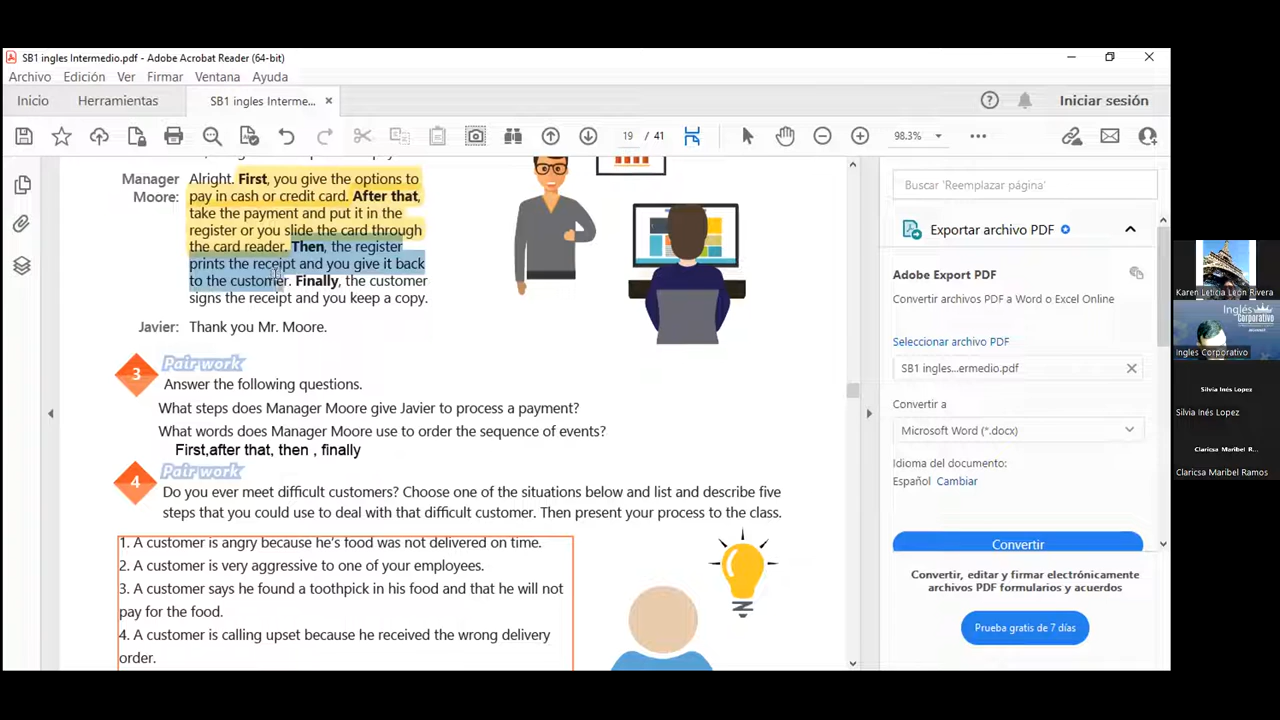 SB1 ingles Intermedio.pdf - Adobe Acrobat Reader (64-bit)
Archivo Edición Ver Firmar Ventana Ayuda
Inicio Herramientas SB1 ingles Interme... × Iniciar sesión
19 / 41 98.3%
Manager Moore: Alright. First, you give the options to
pay in cash or credit card. After that,
take the payment and put it in the
register or you slide the card through
the card reader. Then, the register
prints the receipt and you give it back
to the customer. Finally, the customer
signs the receipt and you keep a copy.
Javier: Thank you Mr. Moore.
3 Pair work
Answer the following questions.
What steps does Manager Moore give Javier to process a payment?
What words does Manager Moore use to order the sequence of events?
First,after that, then , finally
4 Pair work
Do you ever meet difficult customers? Choose one of the situations below and list and describe five
steps that you could use to deal with that difficult customer. Then present your process to the class.
1. A customer is angry because he's food was not delivered on time.
2. A customer is very aggressive to one of your employees.
3. A customer says he found a toothpick in his food and that he will not
pay for the food.
4. A customer is calling upset because he received the wrong delivery
order.
Buscar 'Reemplazar página'
Exportar archivo PDF
Adobe Export PDF
Convertir archivos PDF a Word o Excel Online
Seleccionar archivo PDF
SB1 ingles...ermedio.pdf
Convertir a
Microsoft Word (*.docx)
Idioma del documento:
Español Cambiar
Convertir
Convertir, editar y firmar electrónicamente
archivos PDF formularios y acuerdos
Prueba gratis de 7 días
Karen Leticia León Rivera
Inglés
Corporativo
Ingles Corporativo
Silvia Inés Lopez
Silvia Inés Lopez
Claricsa Maribel R...
Claricsa Maribel Ramos